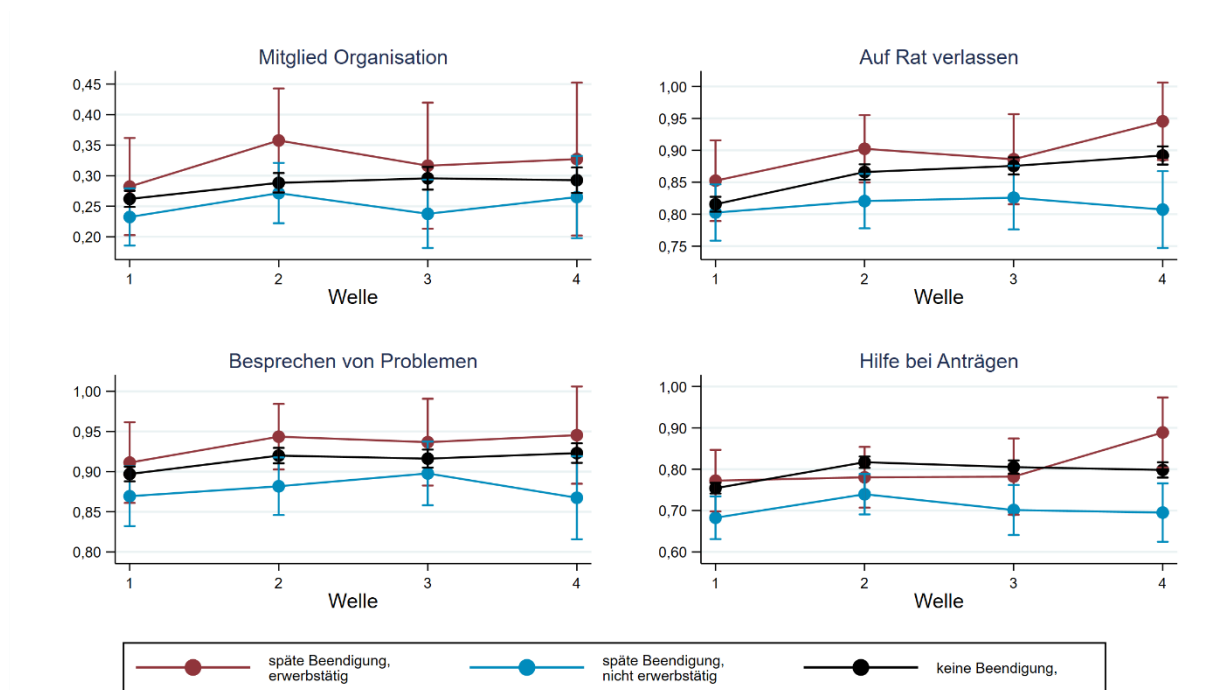 Mitglied Organisation
0,45
0,40
0,35
0,30
0,25
0,20
1 2 3 4
Welle
Auf Rat verlassen
1,00
0,95
0,90
0,85
0,80
0,75
1 2 3 4
Welle
Besprechen von Problemen
1,00
0,95
0,90
0,85
0,80
1 2 3 4
Welle
Hilfe bei Anträgen
1,00
0,90
0,80
0,70
0,60
1 2 3 4
Welle
späte Beendigung,
erwerbstätig
späte Beendigung,
nicht erwerbstätig
keine Beendigung,